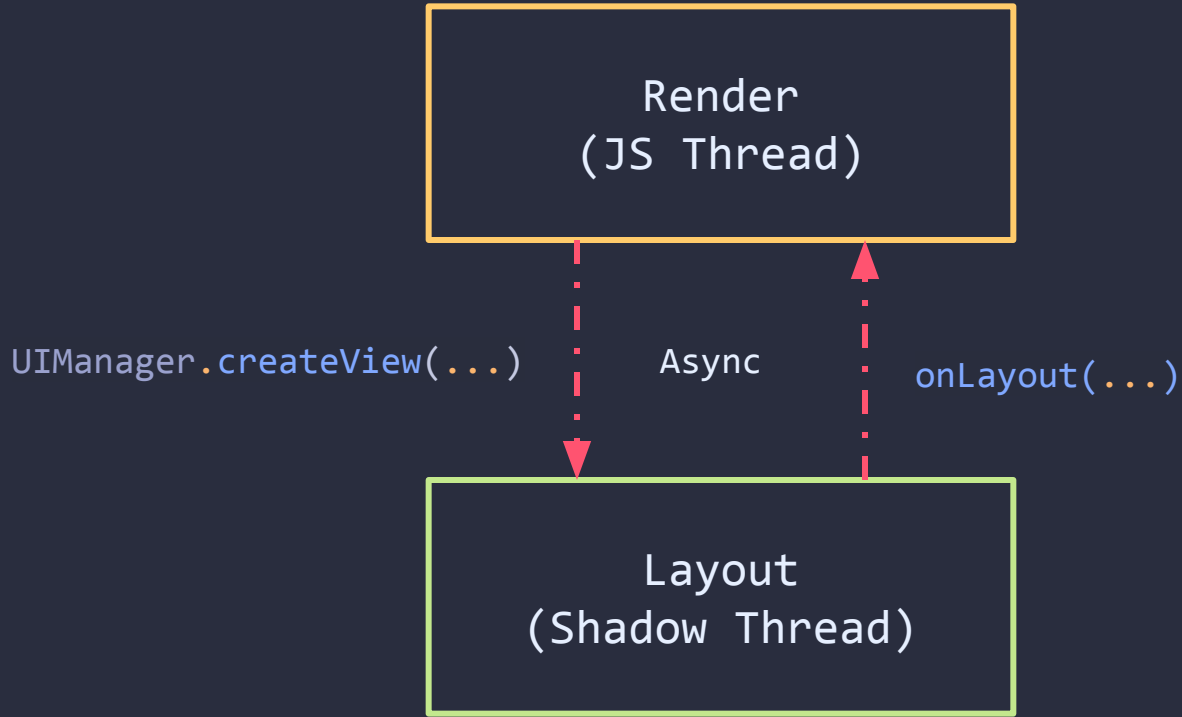 Render
(JS Thread)
UIManager.createView(...)
Async
onLayout(...)
Layout
(Shadow Thread)